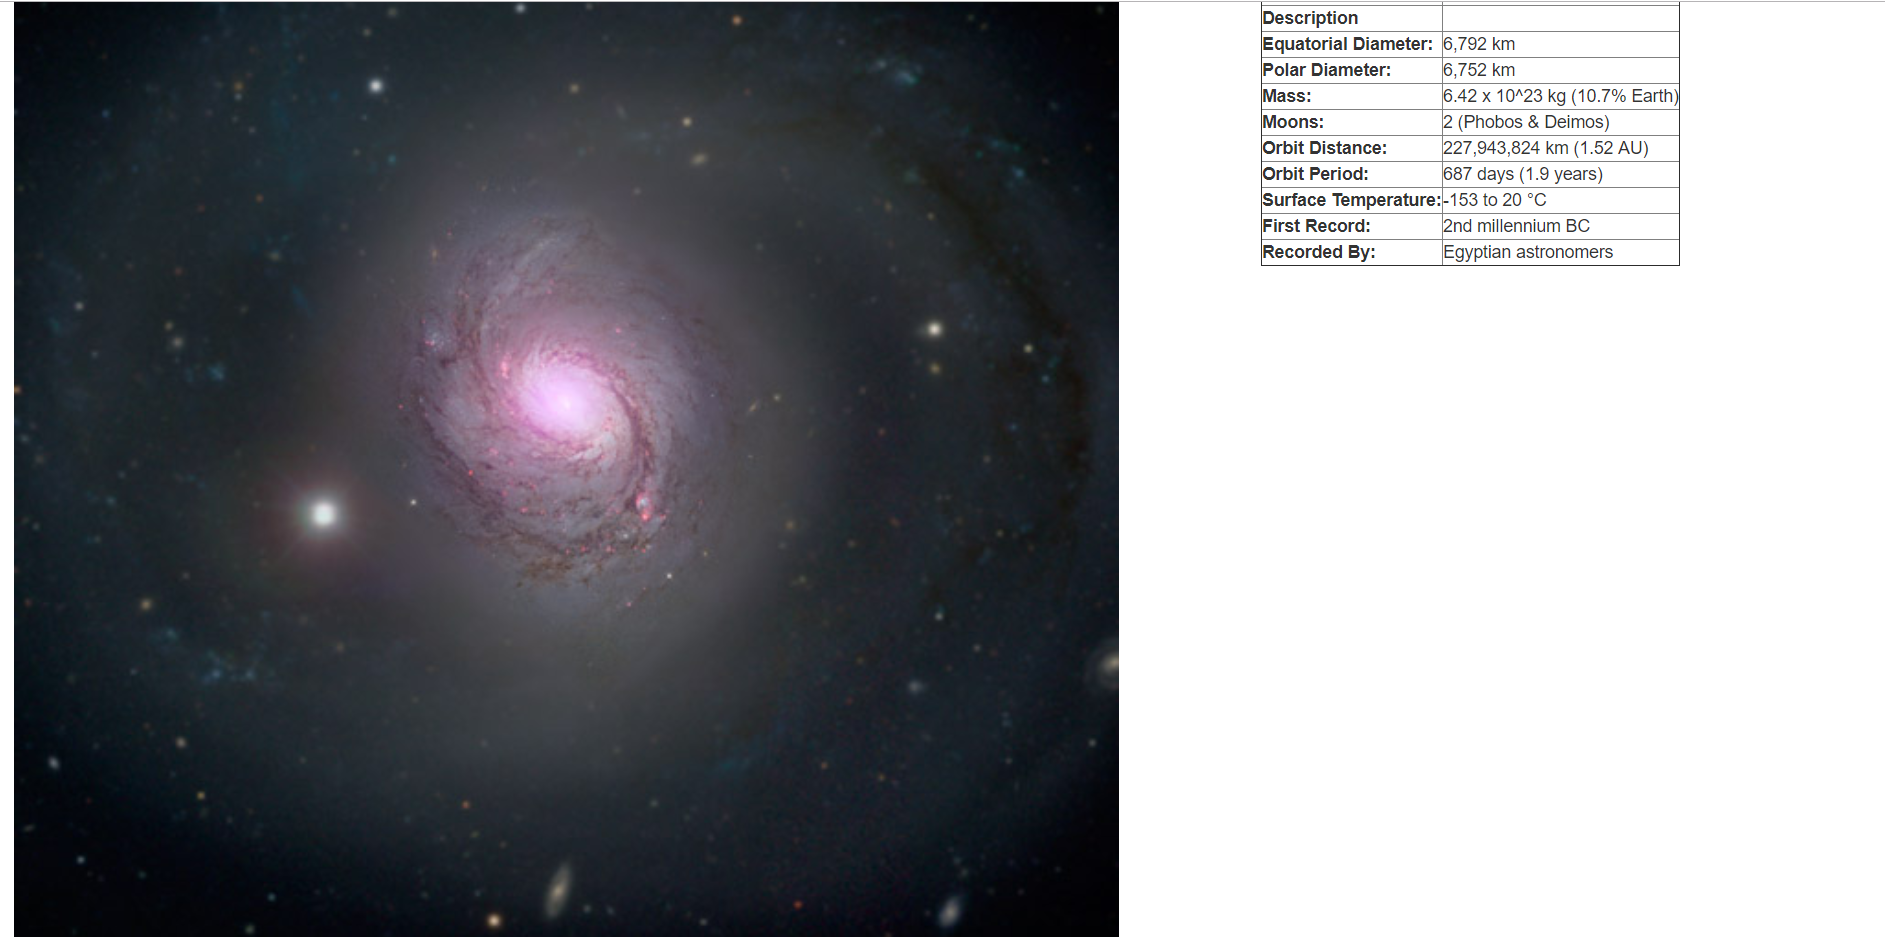 Description
Equatorial Diameter: 6,792 km
Polar Diameter: 6,752 km
Mass: 6.42 x 10^23 kg (10.7% Earth)
Moons: 2 (Phobos & Deimos)
Orbit Distance: 227,943,824 km (1.52 AU)
Orbit Period: 687 days (1.9 years)
Surface Temperature: -153 to 20 °C
First Record: 2nd millennium BC
Recorded By: Egyptian astronomers